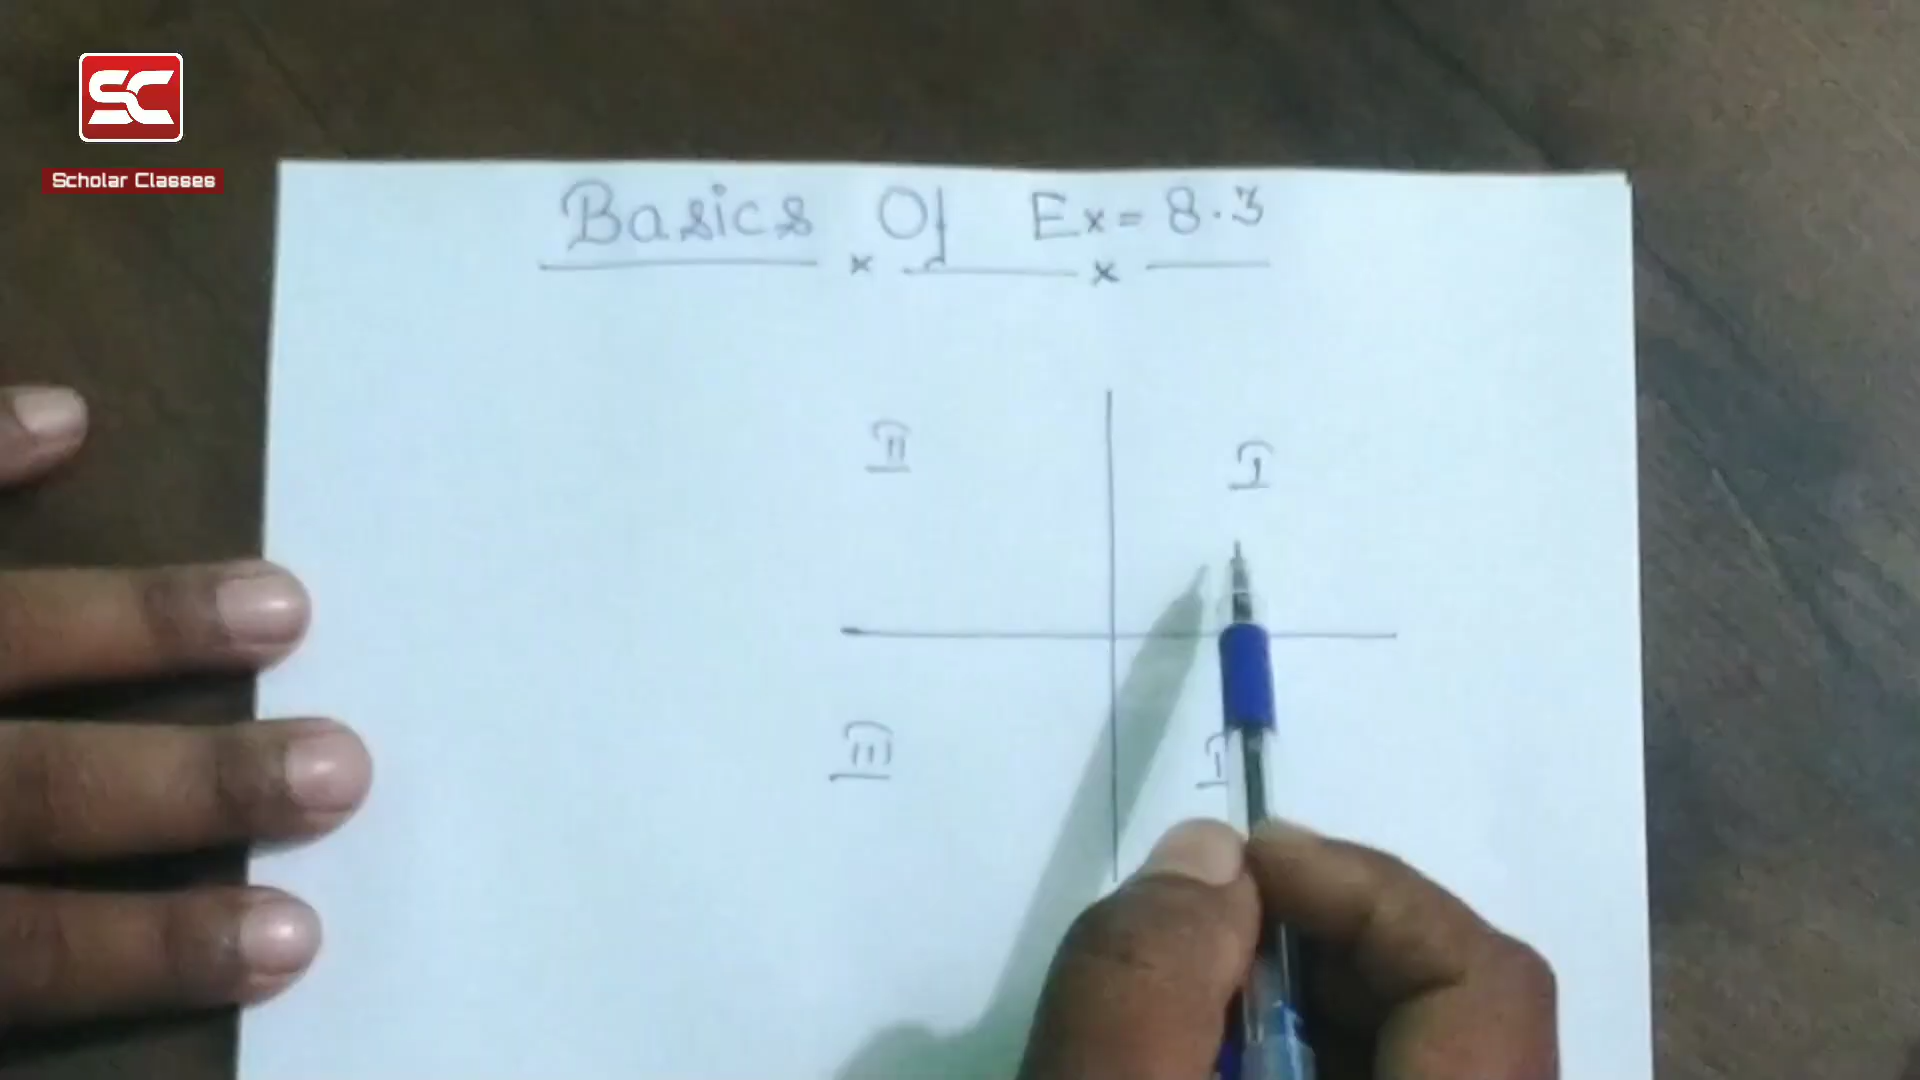 SC
Scholar Classes
Basics Of Ex = 8.3
II
I
III